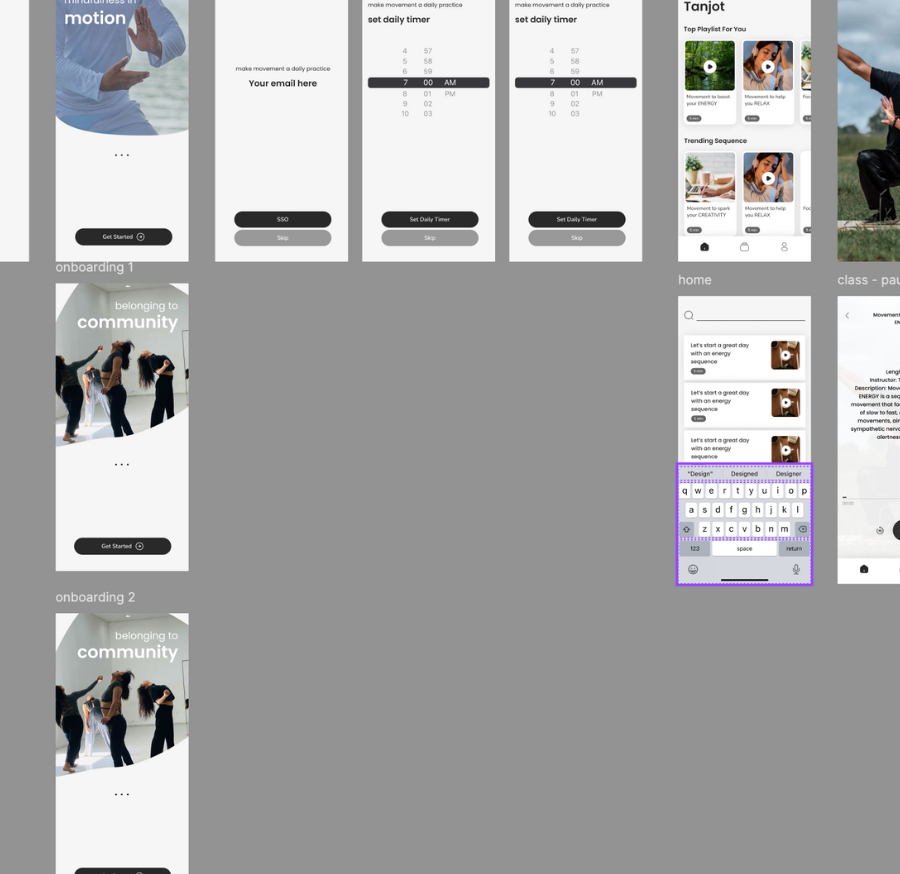 mindfulness in
motion
Get Started
make movement a daily practice
Your email here
SSO
Skip
make movement a daily practice
set daily timer
4 57
5 58
6 59
7 00 AM
8 01 PM
9 02
10 03
Set Daily Timer
Skip
make movement a daily practice
set daily timer
4 57
5 58
6 59
7 00 AM
8 01 PM
9 02
10 03
Set Daily Timer
Skip
Tanjot
Top Playlist For You
Movement to boost
your ENERGY
5 min
Movement to help
you RELAX
5 min
Trending Sequence
Movement to spark
your CREATIVITY
5 min
Movement to help
you RELAX
5 min
Foc
onboarding 1
belonging to
community
Get Started
home
Let's start a great day
with an energy
sequence
5 min
Let's start a great day
with an energy
sequence
5 min
Let's start a great day
with an energy
sequence
"Design" Designed Designer
q w e r t y u i o p
a s d f g h j k l
z x c v b n m
123 space return
class - pau
Movement
EN
Lengh
Instructor: T
Description: Mov
ENERGY is a seq
movement that fo
of slow to fast,
movements, ai
sympathetic nerv
alertness
onboarding 2
belonging to
community